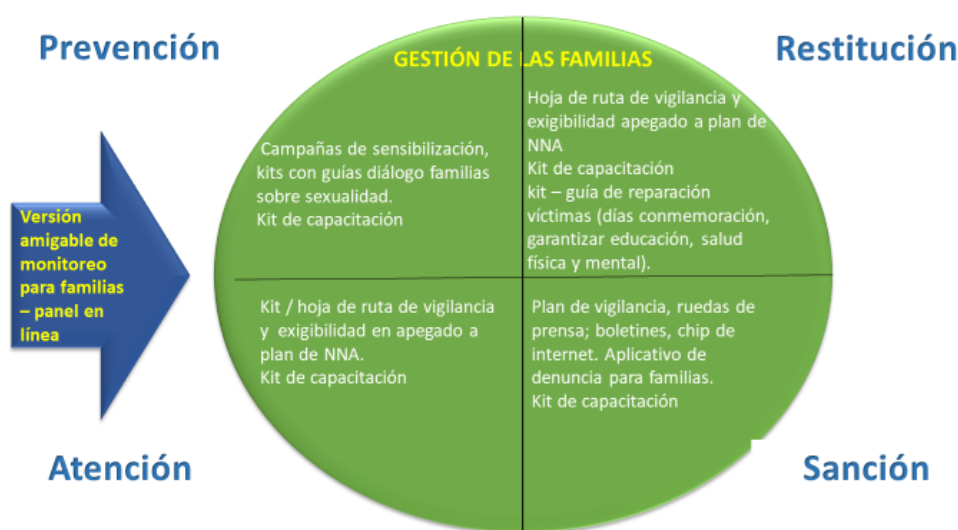 Prevención
Restitución
GESTIÓN DE LAS FAMILIAS
Campañas de sensibilización,
kits con guías diálogo familias
sobre sexualidad.
Kit de capacitación
Hoja de ruta de vigilancia y
exigibilidad apegado a plan de
NNA
Kit de capacitación
kit – guía de reparación
víctimas (días conmemoración,
garantizar educación, salud
física y mental).
Versión
amigable de
monitoreo
para familias
– panel en
línea
Kit / hoja de ruta de vigilancia
y exigibilidad en apegado a
plan de NNA.
Kit de capacitación
Plan de vigilancia, ruedas de
prensa; boletines, chip de
internet. Aplicativo de
denuncia para familias.
Kit de capacitación
Atención
Sanción